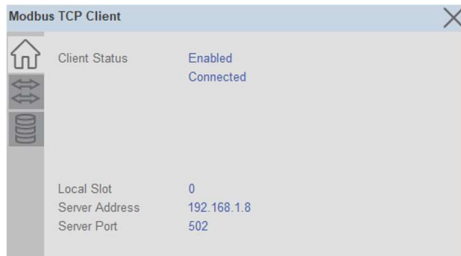 Modbus TCP Client
Client Status Enabled
Connected
Local Slot 0
Server Address 192.168.1.8
Server Port 502